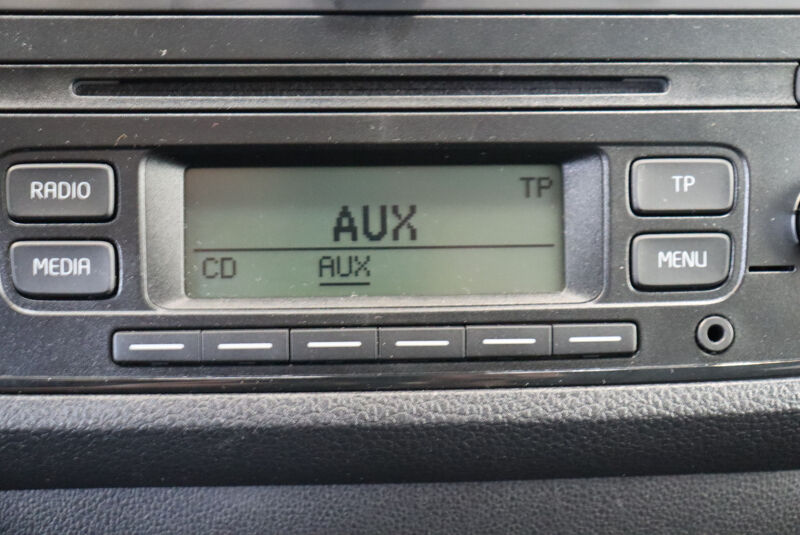 RADIO
MEDIA
TP
AUX
CD AUX
TP
MENU